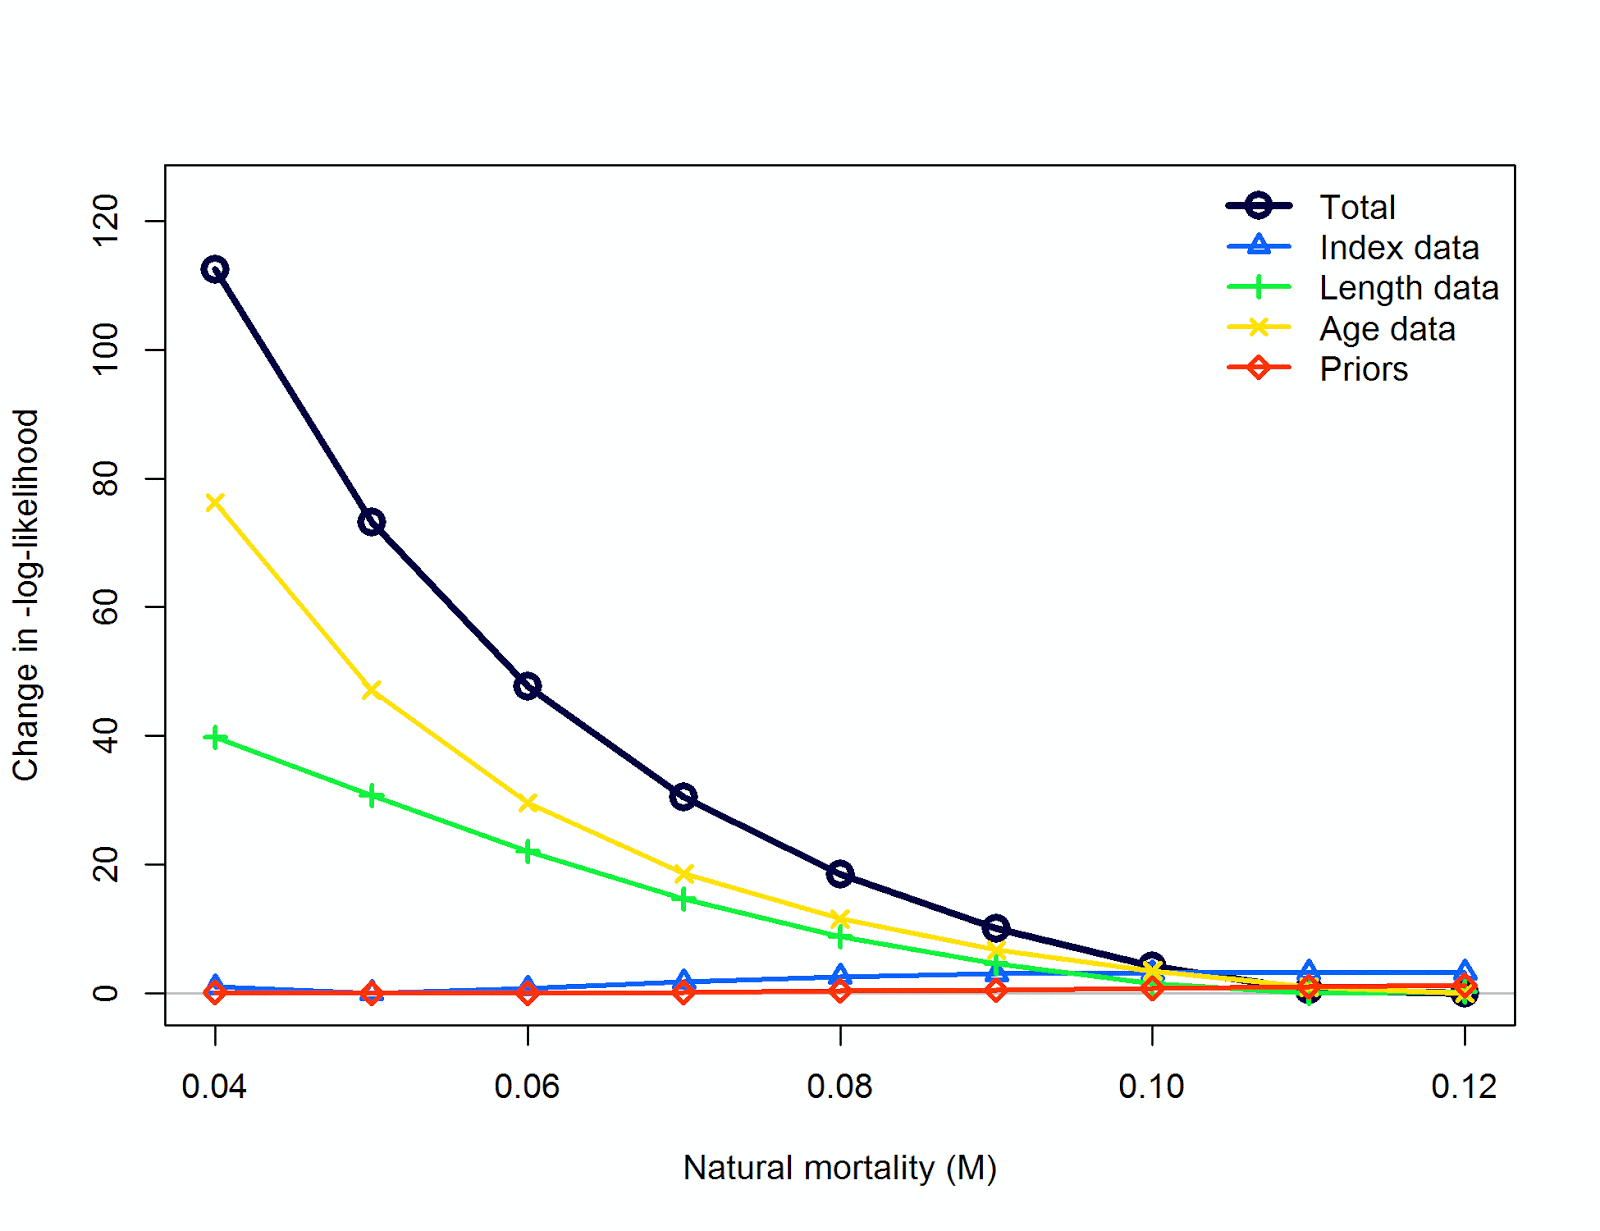 Total
Index data
Length data
Age data
Priors
120
100
80
60
40
20
0
Change in -log-likelihood
0.04
0.06
0.08
0.10
0.12
Natural mortality (M)